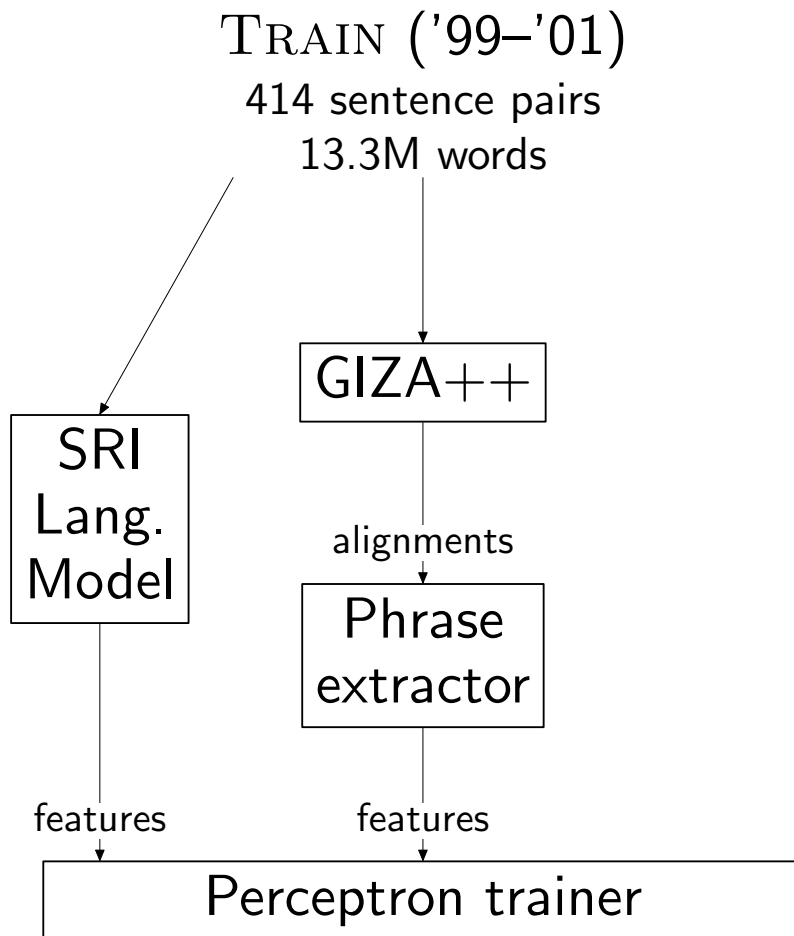 TRAIN ('99–'01)
414 sentence pairs
13.3M words
GIZA++
SRI
Lang.
Model
alignments
Phrase
extractor
features
features
Perceptron trainer